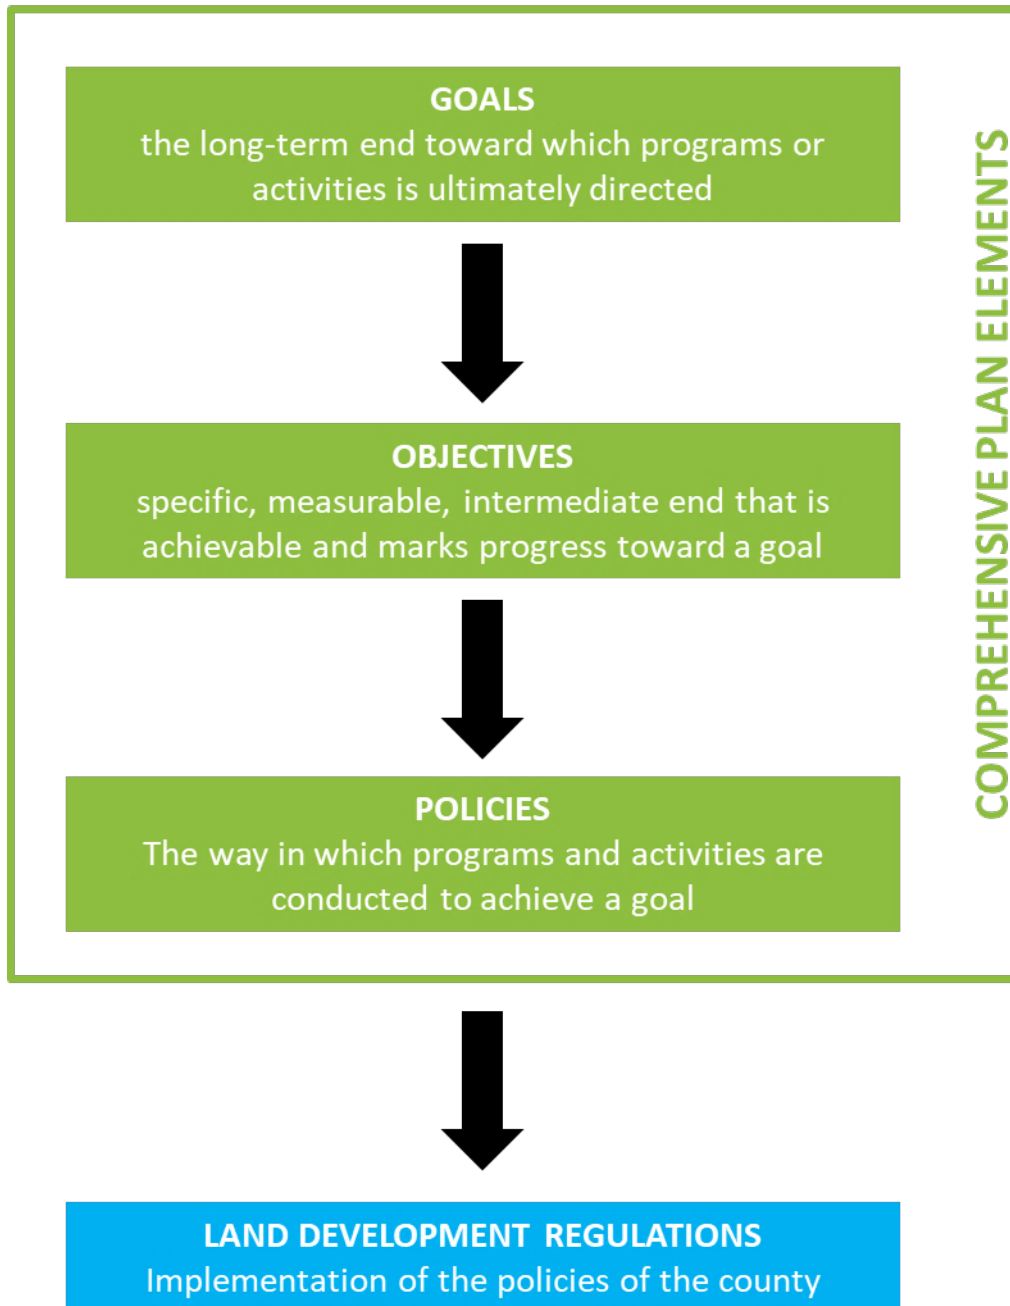 GOALS
the long-term end toward which programs or
activities is ultimately directed
OBJECTIVES
specific, measurable, intermediate end that is
achievable and marks progress toward a goal
POLICIES
The way in which programs and activities are
conducted to achieve a goal
COMPREHENSIVE PLAN ELEMENTS
LAND DEVELOPMENT REGULATIONS
Implementation of the policies of the county